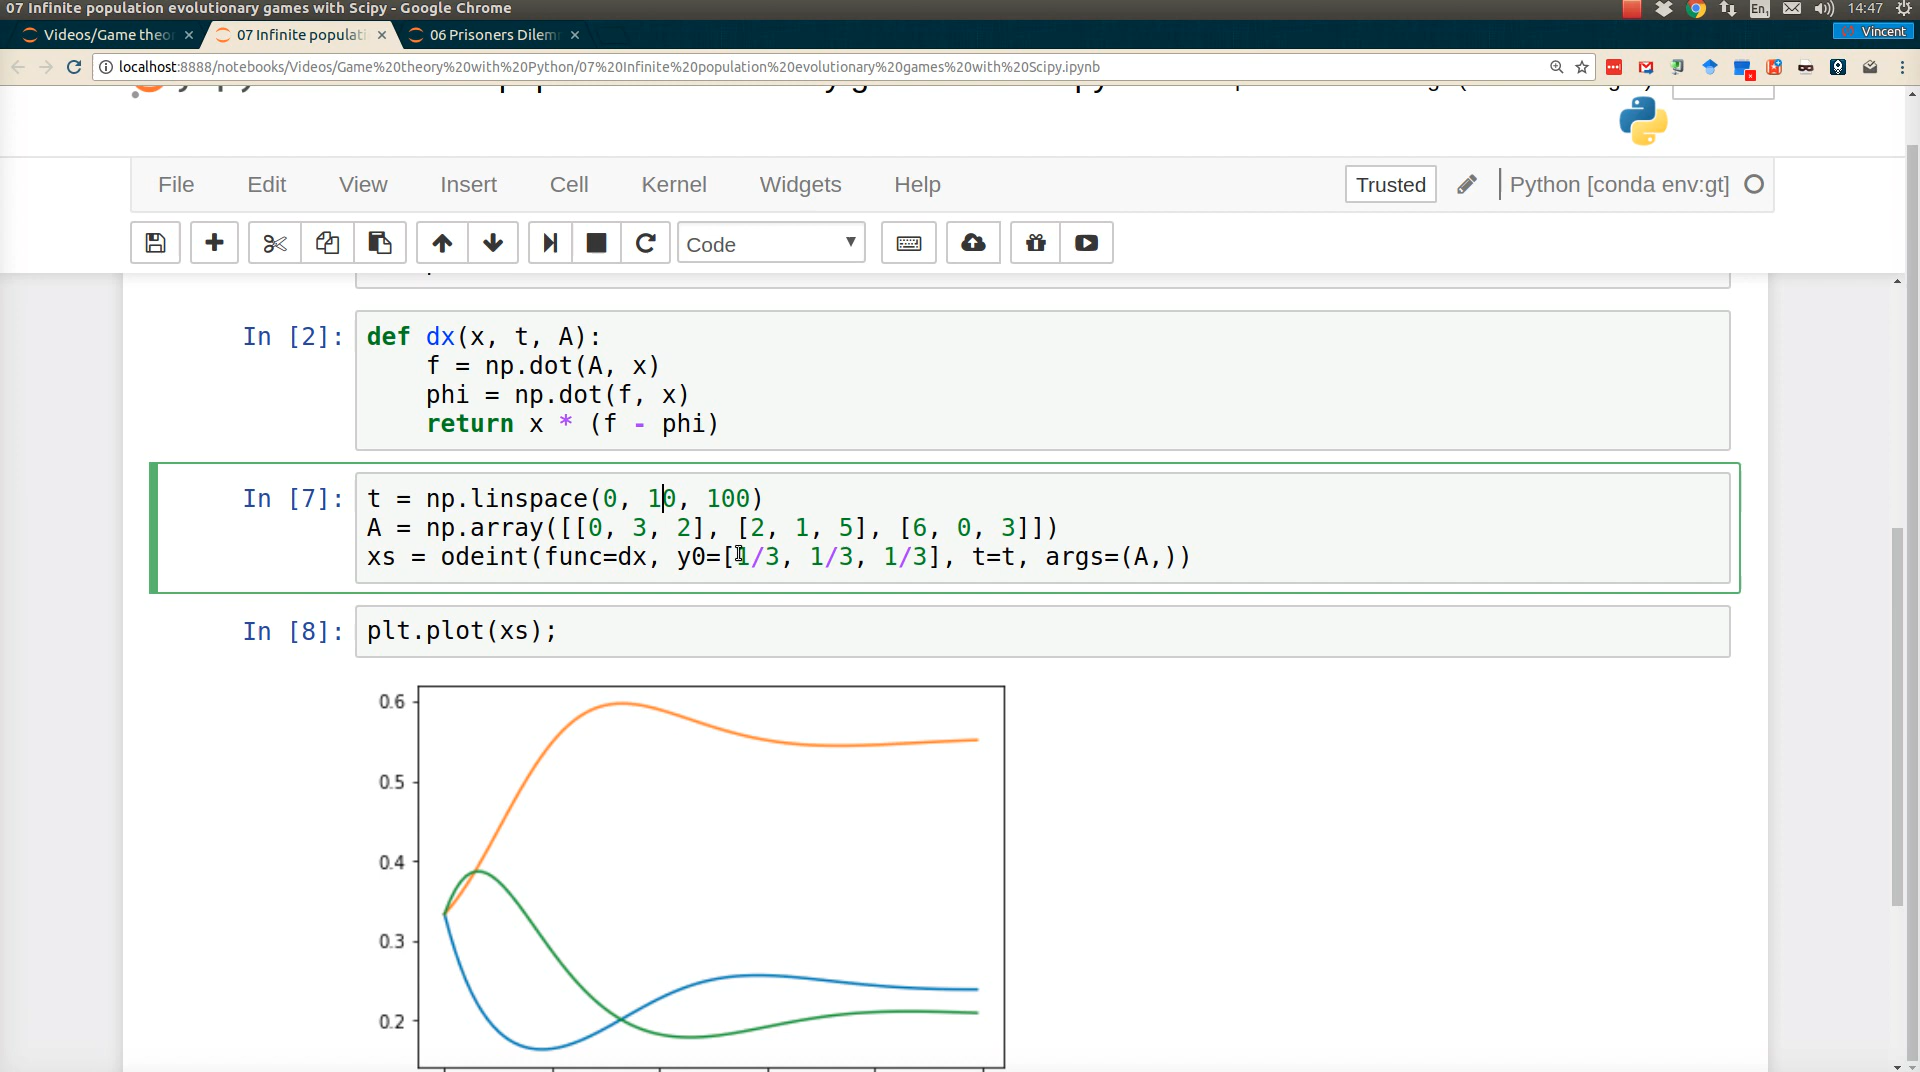 07 Infinite population evolutionary games with Scipy - Google Chrome
En1
14:47
Videos/Game theo
07 Infinite populati
06 Prisoners Dilem
Vincent
localhost:8888/notebooks/Videos/Game%20theory%20with%20Python/07%20Infinite%20population%20evolutionary%20games%20with%20Scipy.ipynb
File Edit View Insert Cell Kernel Widgets Help
Trusted
Python [conda env:gt]
Code
In [2]:
def dx(x, t, A):
f = np.dot(A, x)
phi = np.dot(f, x)
return x * (f - phi)
In [7]:
t = np.linspace(0, 10, 100)
A = np.array([[0, 3, 2], [2, 1, 5], [6, 0, 3]])
xs = odeint(func=dx, y0=[1/3, 1/3, 1/3], t=t, args=(A,))
In [8]:
plt.plot(xs);
0.6
0.5
0.4
0.3
0.2